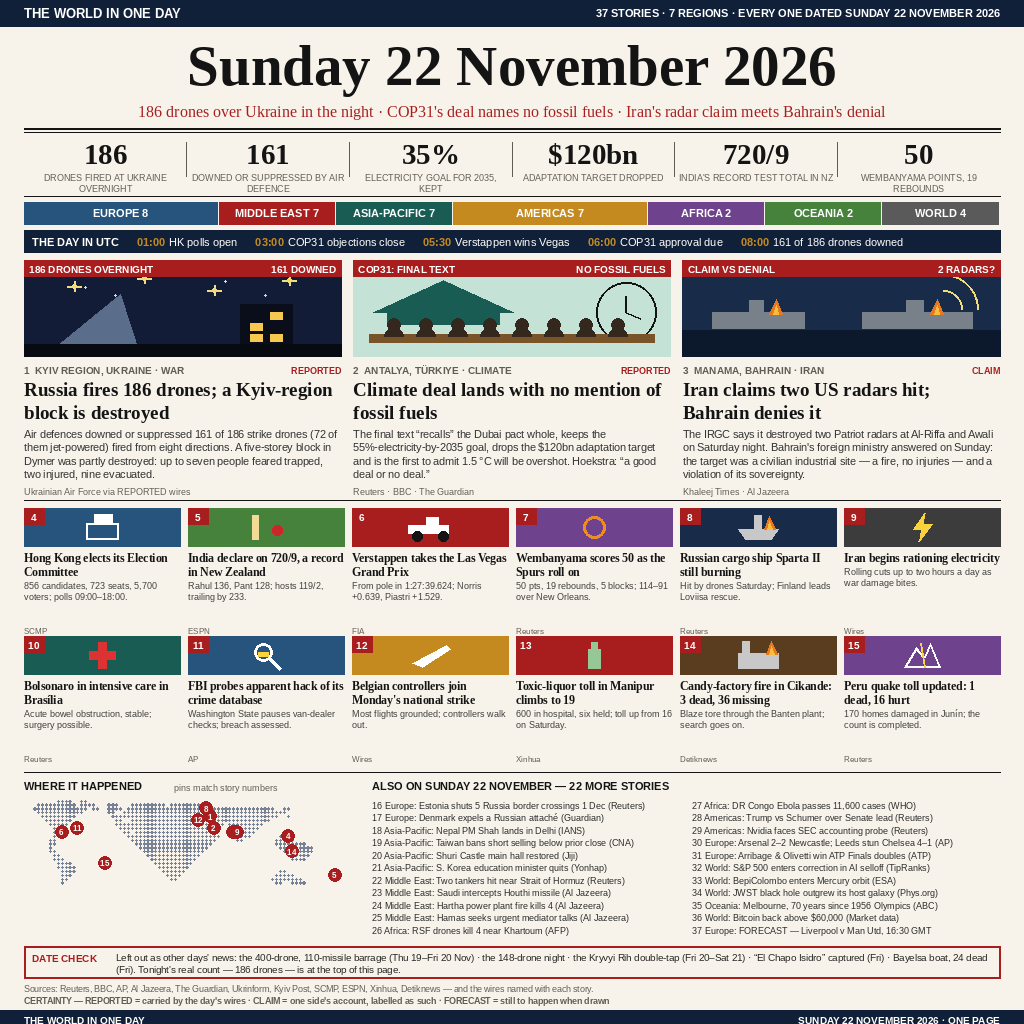 THE WORLD IN ONE DAY
37 STORIES · 7 REGIONS · EVERY ONE DATED SUNDAY 22 NOVEMBER 2026
Sunday 22 November 2026
186 drones over Ukraine in the night · COP31's deal names no fossil fuels · Iran's radar claim meets Bahrain's denial
186
DRONES FIRED AT UKRAINE
OVERNIGHT
161
DOWNED OR SUPPRESSED BY AIR
DEFENCE
35%
ELECTRICITY GOAL FOR 2035,
KEPT
$120bn
ADAPTATION TARGET DROPPED
720/9
INDIA'S RECORD TEST TOTAL IN NZ
50
WEMBANYAMA POINTS, 19
REBOUNDS
EUROPE 8
MIDDLE EAST 7
ASIA-PACIFIC 7
AMERICAS 7
AFRICA 2
OCEANIA 2
WORLD 4
THE DAY IN UTC 01:00 HK polls open 03:00 COP31 objections close 05:30 Verstappen wins Vegas 06:00 COP31 approval due 08:00 161 of 186 drones downed
186 DRONES OVERNIGHT 161 DOWNED
1 KYIV REGION, UKRAINE · WAR REPORTED
Russia fires 186 drones; a Kyiv-region
block is destroyed
Air defences downed or suppressed 161 of 186 strike drones (72 of
them jet-powered) fired from eight directions. A five-storey block in
Dymer was partly destroyed: up to seven people feared trapped,
two injured, nine evacuated.
Ukrainian Air Force via REPORTED wires
COP31: FINAL TEXT NO FOSSIL FUELS
2 ANTALYA, TÜRKIYE · CLIMATE REPORTED
Climate deal lands with no mention of
fossil fuels
The final text “recalls” the Dubai pact whole, keeps the
55%-electricity-by-2035 goal, drops the $120bn adaptation target
and is the first to admit 1.5 °C will be overshot. Hoekstra: “a good
deal or no deal.”
Reuters · BBC · The Guardian
CLAIM VS DENIAL 2 RADARS?
3 MANAMA, BAHRAIN · IRAN CLAIM
Iran claims two US radars hit;
Bahrain denies it
The IRGC says it destroyed two Patriot radars at Al-Riffa and Awali
on Saturday night. Bahrain's foreign ministry answered on Sunday:
the target was a civilian industrial site — a fire, no injuries — and a
violation of its sovereignty.
Khaleej Times · Al Jazeera
4
Hong Kong elects its Election
Committee
856 candidates, 723 seats, 5,700
voters; polls 09:00–18:00.
SCMP
5
India declare on 720/9, a record
in New Zealand
Rahul 136, Pant 128; hosts 119/2,
trailing by 233.
ESPN
6
Verstappen takes the Las Vegas
Grand Prix
From pole in 1:27:39.624; Norris
+0.639, Piastri +1.529.
FIA
7
Wembanyama scores 50 as the
Spurs roll on
50 pts, 19 rebounds, 5 blocks; 114–91
over New Orleans.
Reuters
8
Russian cargo ship Sparta II
still burning
Hit by drones Saturday; Finland leads
Loviisa rescue.
Reuters
9
Iran begins rationing electricity
Rolling cuts up to two hours a day as
war damage bites.
Wires
10
Bolsonaro in intensive care in
Brasília
Acute bowel obstruction, stable;
surgery possible.
Reuters
11
FBI probes apparent hack of its
crime database
Washington State pauses van-dealer
checks; breach assessed.
AP
12
Belgian controllers join
Monday's national strike
Most flights grounded; controllers walk
out.
Wires
13
Toxic-liquor toll in Manipur
climbs to 19
600 in hospital, six held; toll up from 16
on Saturday.
Xinhua
14
Candy-factory fire in Cikande:
3 dead, 36 missing
Blaze tore through the Banten plant;
search goes on.
Detiknews
15
Peru quake toll updated: 1
dead, 16 hurt
170 homes damaged in Junín; the
count is completed.
Reuters
WHERE IT HAPPENED pins match story numbers
8
1
12
2
9
6
11
4
14
15
5
ALSO ON SUNDAY 22 NOVEMBER — 22 MORE STORIES
16 Europe: Estonia shuts 5 Russia border crossings 1 Dec (Reuters)
17 Europe: Denmark expels a Russian attaché (Guardian)
18 Asia-Pacific: Nepal PM Shah lands in Delhi (IANS)
19 Asia-Pacific: Taiwan bans short selling below prior close (CNA)
20 Asia-Pacific: Shuri Castle main hall restored (Jiji)
21 Asia-Pacific: S. Korea education minister quits (Yonhap)
22 Middle East: Two tankers hit near Strait of Hormuz (Reuters)
23 Middle East: Saudi intercepts Houthi missile (Al Jazeera)
24 Middle East: Hartha power plant fire kills 4 (Al Jazeera)
25 Middle East: Hamas seeks urgent mediator talks (Al Jazeera)
26 Africa: RSF drones kill 4 near Khartoum (AFP)
27 Africa: DR Congo Ebola passes 11,600 cases (WHO)
28 Americas: Trump vs Schumer over Senate lead (Reuters)
29 Americas: Nvidia faces SEC accounting probe (Reuters)
30 Europe: Arsenal 2–2 Newcastle; Leeds stun Chelsea 4–1 (AP)
31 Europe: Arribage & Olivetti win ATP Finals doubles (ATP)
32 World: S&P 500 enters correction in AI selloff (TipRanks)
33 World: BepiColombo enters Mercury orbit (ESA)
34 World: JWST black hole outgrew its host galaxy (Phys.org)
35 Oceania: Melbourne, 70 years since 1956 Olympics (ABC)
36 World: Bitcoin back above $60,000 (Market data)
37 Europe: FORECAST — Liverpool v Man Utd, 16:30 GMT
DATE CHECK
Left out as other days' news: the 400-drone, 110-missile barrage (Thu 19–Fri 20 Nov) · the 148-drone night · the Kryvyi Rih double-tap (Fri 20–Sat 21) · “El Chapo Isidro” captured (Fri) · Bayelsa boat, 24 dead
(Fri). Tonight's real count — 186 drones — is at the top of this page.
Sources: Reuters, BBC, AP, Al Jazeera, The Guardian, Ukrinform, Kyiv Post, SCMP, ESPN, Xinhua, Detiknews — and the wires named with each story.
CERTAINTY — REPORTED = carried by the day's wires · CLAIM = one side's account, labelled as such · FORECAST = still to happen when drawn
THE WORLD IN ONE DAY
SUNDAY 22 NOVEMBER 2026 · ONE PAGE